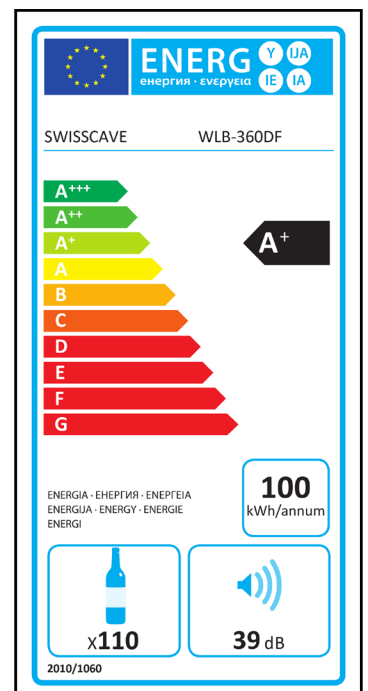 ENERG Y IJA
енергия · ενεργεια IE IA
SWISSCAVE WLB-360DF
A+++
A++
A+
A+
A
B
C
D
E
F
G
100
kWh/annum
ENERGIA · ЕНЕРГИЯ · ΕΝΕΡΓΕΙΑ
ENERGIJA · ENERGY · ENERGIE
ENERGI
X110
39 dB
2010/1060